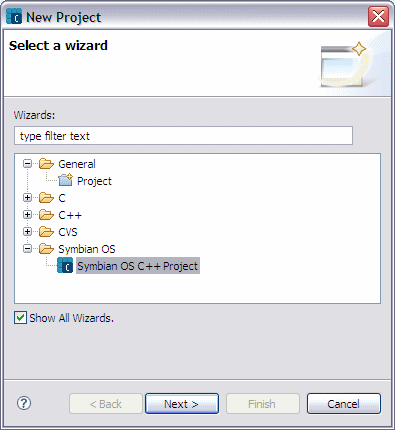 New Project
Select a wizard
Wizards:
type filter text
General
Project
C
C++
CVS
Symbian OS
Symbian OS C++ Project
Show All Wizards.
? < Back Next > Finish Cancel